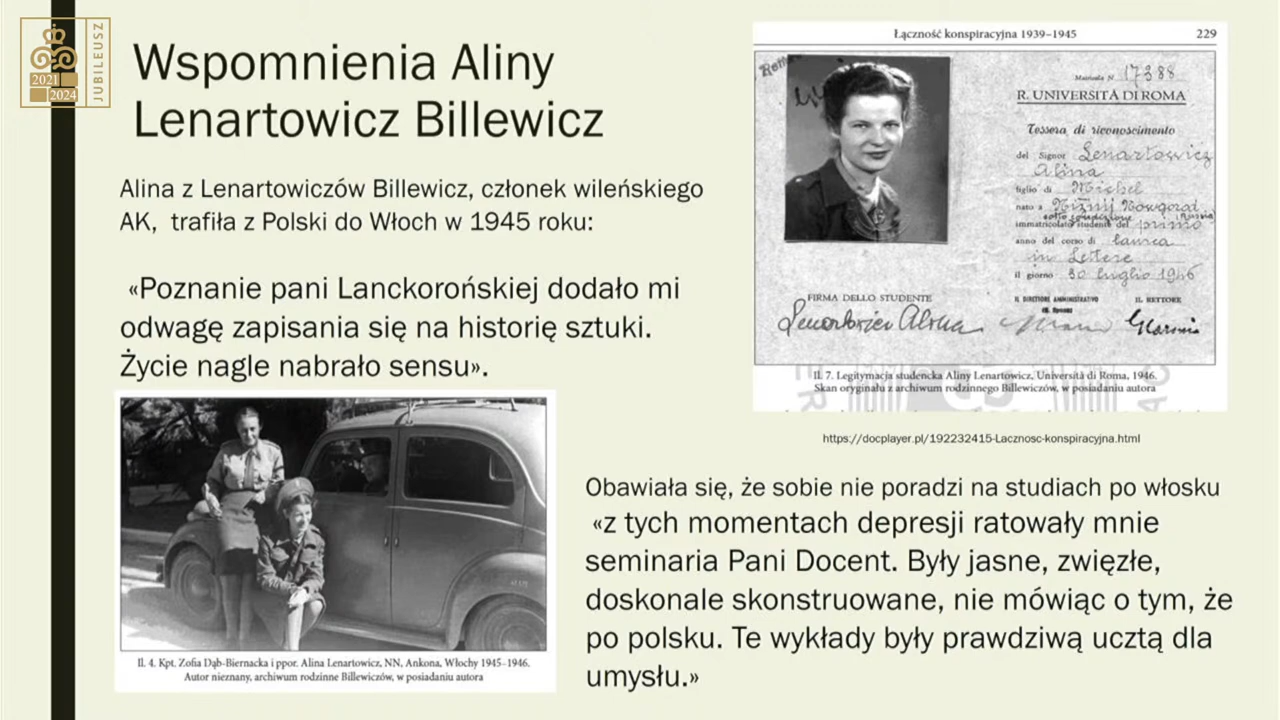 2021
2024
JUBILEUSZ
Wspomnienia Aliny
Lenartowicz Billewicz
Alina z Lenartowiczów Billewicz, członek wileńskiego
AK, trafiła z Polski do Włoch w 1945 roku:
«Poznanie pani Lanckorońskiej dodało mi
odwagę zapisania się na historię sztuki.
Życie nagle nabrało sensu».
Il. 4. Kpt. Zofia Dąb-Biernacka i ppor. Alina Lenartowicz, NN, Ankona, Włochy 1945–1946.
Autor nieznany, archiwum rodzinne Billewiczów, w posiadaniu autora
Łączność konspiracyjna 1939–1945 229
Matricola N. 17388
R. UNIVERSITÀ DI ROMA
Tessera di riconoscimento
del Signor Lenartowicz
Alina
figlio di Michel
nato a Niżnij Nowgorod
sotto condizione Russia
immatricolato studente del primo
anno del corso di laurea
in Lettere
il giorno 30 luglio 1946
FIRMA DELLO STUDENTE
IL DIRETTORE AMMINISTRATIVO
IL RETTORE
Lenartowicz Alina
Il. 7. Legitymacja studencka Aliny Lenartowicz, Università di Roma, 1946.
Skan oryginału z archiwum rodzinnego Billewiczów, w posiadaniu autora
https://docplayer.pl/192232415-Lacznosc-konspiracyjna.html
Obawiała się, że sobie nie poradzi na studiach po włosku
«z tych momentach depresji ratowały mnie
seminaria Pani Docent. Były jasne, zwięzłe,
doskonale skonstruowane, nie mówiąc o tym, że
po polsku. Te wykłady były prawdziwą ucztą dla
umysłu.»